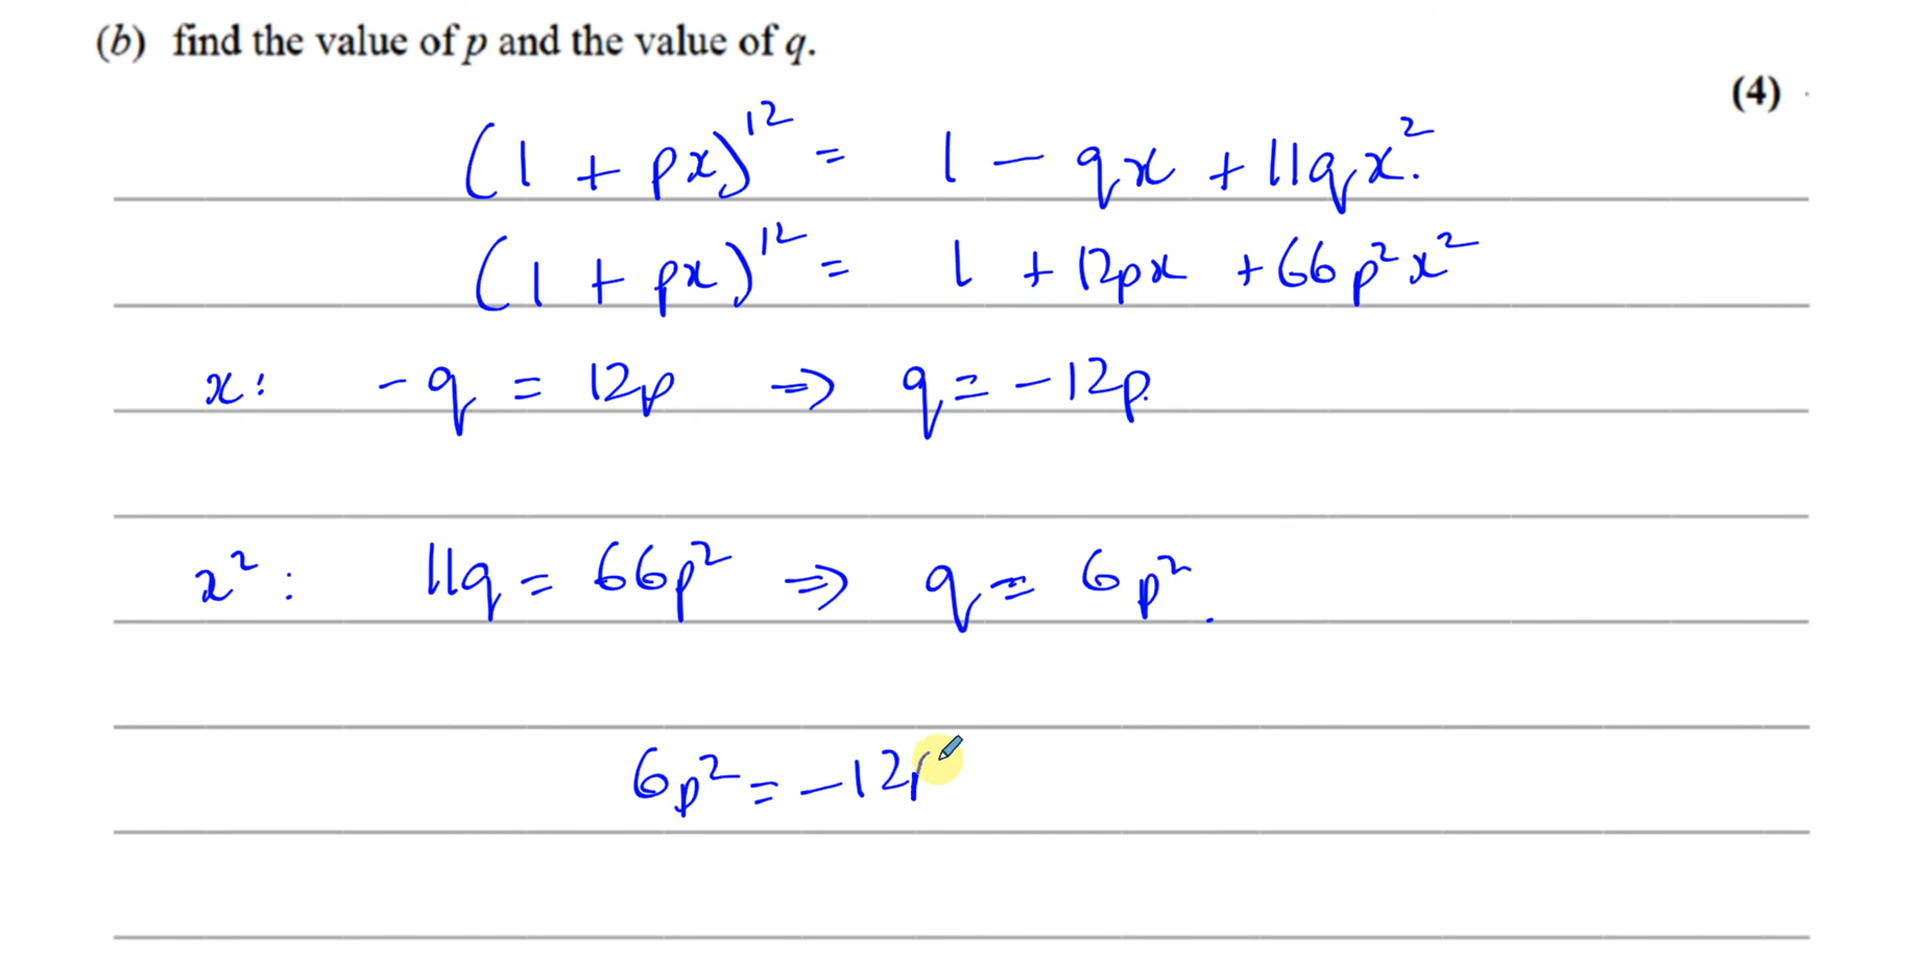 (b) find the value of p and the value of q.
(4)
(1 + px)¹² = 1 - qx + 11qx².
(1 + px)¹² = 1 + 12px + 66p²x²
x: -q = 12p ⇒ q = -12p.
x²: 11q = 66p² ⇒ q = 6p².
6p² = -12p